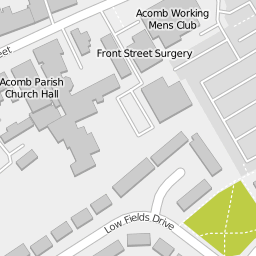 Acomb Working
Mens Club
Front Street Surgery
Acomb Parish
Church Hall
Low Fields Drive